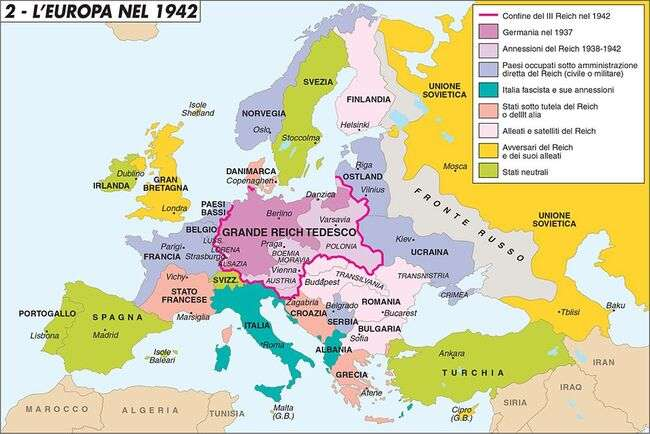 2 - L'EUROPA NEL 1942
Confine del III Reich nel 1942
Germania nel 1937
Annessioni del Reich 1938-1942
Paesi occupati sotto amministrazione
diretta del Reich (civile o militare)
Italia fascista e sue annessioni
Stati sotto tutela del Reich
o dellIt alia
Alleati e satelliti del Reich
Avversari del Reich
e dei suoi alleati
Stati neutrali
SVEZIA
FINLANDIA
UNIONE
SOVIETICA
NORVEGIA
Isole
Shetland
Oslo
Helsinki
Stoccolma
Riga
OSTLAND
Mosca
DANIMARCA
Copenaghen
Vilnius
Dublino
IRLANDA
GRAN
BRETAGNA
Londra
PAESI
BASSI
Danzica
Berlino
Varsavia
FRONTE RUSSO
UNIONE
SOVIETICA
BELGIO
GRANDE REICH TEDESCO
LUSS.
POLONIA
Kiev
UCRAINA
Parigi
LORENA
Praga
BOEMIA
MORAVIA
Strasburgo
ALSAZIA
FRANCIA
Vienna
AUSTRIA
Vichy
SVIZZ.
Budapest
TRANSILVANIA
TRANSNISTRIA
CRIMEA
STATO
FRANCESE
Marsiglia
Zagabria
CROAZIA
Belgrado
SERBIA
ROMANIA
Bucarest
BULGARIA
Sofia
PORTOGALLO
Lisbona
SPAGNA
Madrid
Isole
Baleari
ITALIA
Roma
ALBANIA
GRECIA
Atene
Tbilsi
Baku
Ankara
TURCHIA
IRAN
IRAQ
SIRIA
Cipro
(G.B.)
Malta
(G.B.)
MAROCCO
ALGERIA
TUNISIA